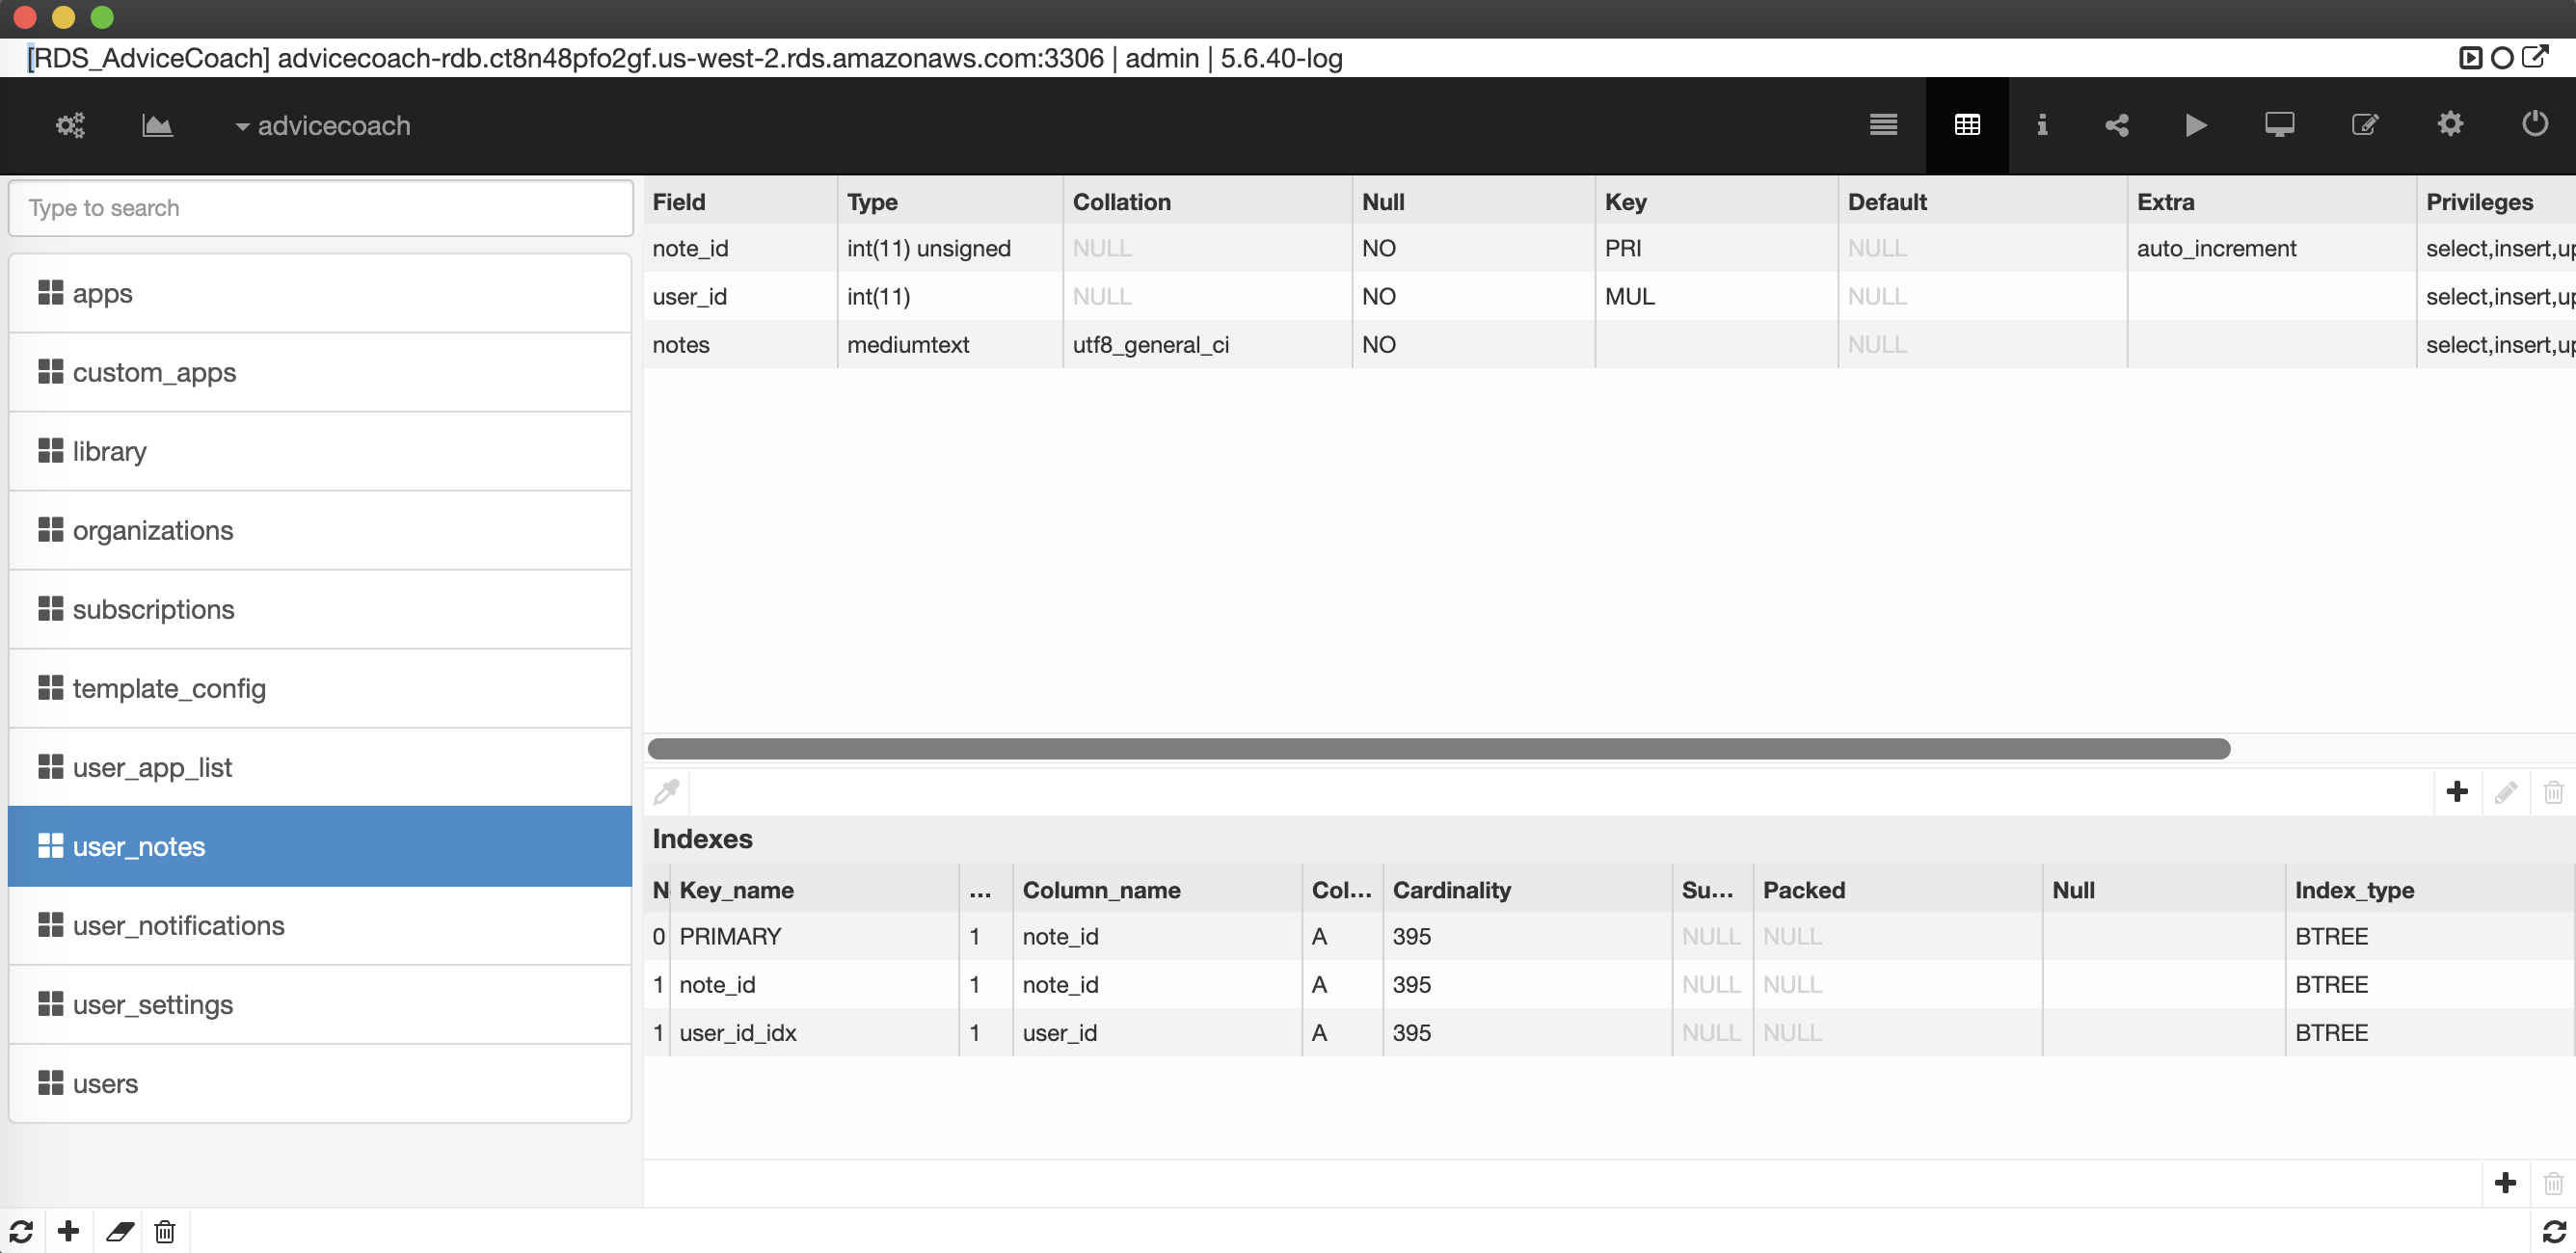 [RDS_AdviceCoach] advicecoach-rdb.ct8n48pfo2gf.us-west-2.rds.amazonaws.com:3306 | admin | 5.6.40-log
advicecoach
Type to search
apps
custom_apps
library
organizations
subscriptions
template_config
user_app_list
user_notes
user_notifications
user_settings
users
Field Type Collation Null Key Default Extra Privileges
note_id int(11) unsigned NULL NO PRI NULL auto_increment select,insert,up
user_id int(11) NULL NO MUL NULL select,insert,up
notes mediumtext utf8_general_ci NO NULL select,insert,up
Indexes
N Key_name ... Column_name Col... Cardinality Su... Packed Null Index_type
0 PRIMARY 1 note_id A 395 NULL NULL BTREE
1 note_id 1 note_id A 395 NULL NULL BTREE
1 user_id_idx 1 user_id A 395 NULL NULL BTREE